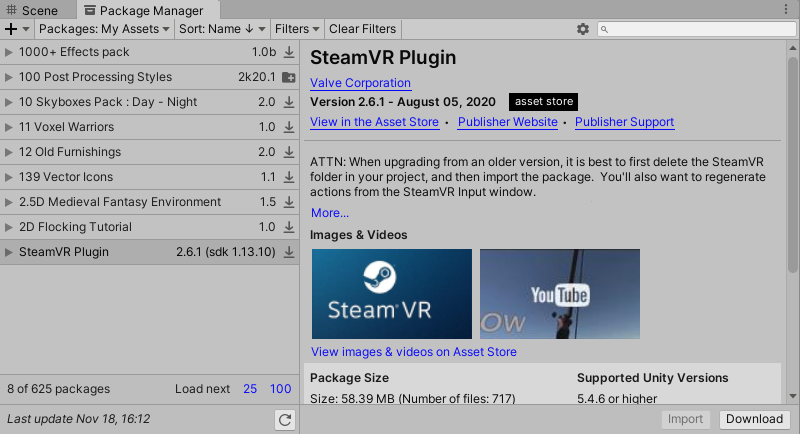 Scene
Package Manager
Packages: My Assets
Sort: Name ↓
Filters
Clear Filters
1000+ Effects pack 1.0b
100 Post Processing Styles 2k20.1
10 Skyboxes Pack : Day - Night 2.0
11 Voxel Warriors 1.0
12 Old Furnishings 2.0
139 Vector Icons 1.1
2.5D Medieval Fantasy Environment 1.5
2D Flocking Tutorial 1.0
SteamVR Plugin 2.6.1 (sdk 1.13.10)
8 of 625 packages Load next 25 100
Last update Nov 18, 16:12
SteamVR Plugin
Valve Corporation
Version 2.6.1 - August 05, 2020 asset store
View in the Asset Store • Publisher Website • Publisher Support
ATTN: When upgrading from an older version, it is best to first delete the SteamVR
folder in your project, and then import the package. You'll also want to regenerate
actions from the SteamVR Input window.
More...
Images & Videos
Steam®VR
YouTube
Ow
View images & videos on Asset Store
Package Size
Size: 58.39 MB (Number of files: 717)
Supported Unity Versions
5.4.6 or higher
Import
Download